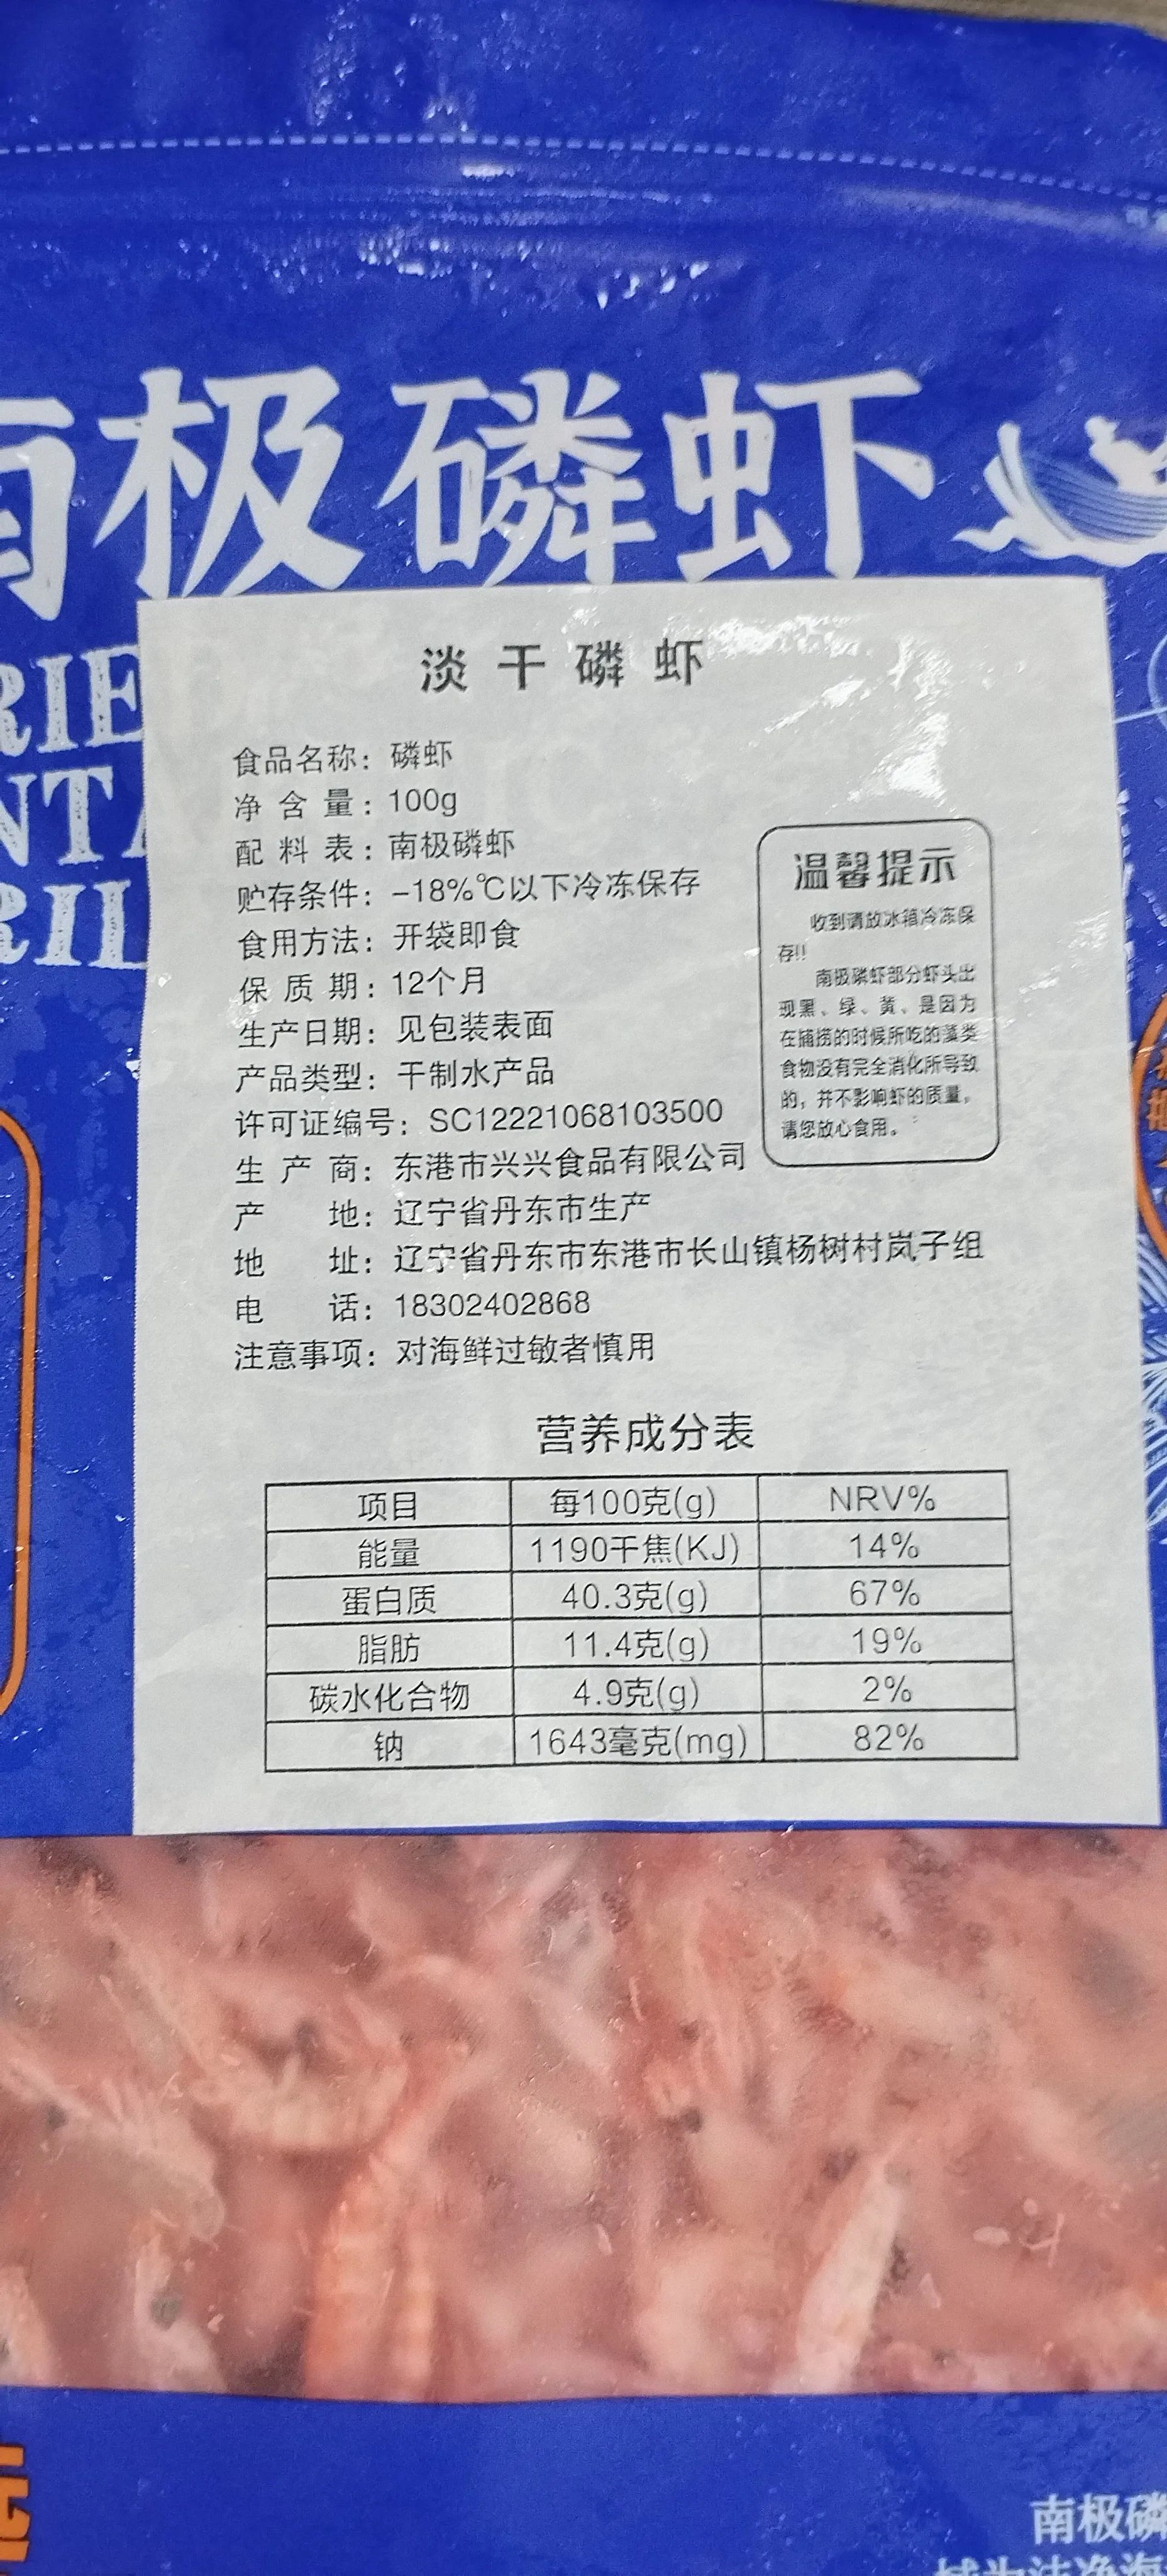 南极磷虾
RIE
NTA
RIL
淡干磷虾
食品名称：磷虾
净含量：100g
配料表：南极磷虾
贮存条件：-18%℃以下冷冻保存
食用方法：开袋即食
保质期：12个月
生产日期：见包装表面
产品类型：干制水产品
许可证编号：SC12221068103500
生产商：东港市兴兴食品有限公司
产地：辽宁省丹东市生产
地址：辽宁省丹东市东港市长山镇杨树村岚子组
电话：18302402868
注意事项：对海鲜过敏者慎用
温馨提示
收到请放冰箱冷冻保
存!!
南极磷虾部分虾头出
现黑、绿、黄、是因为
在捕捞的时候所吃的藻类
食物没有完全消化所导致
的，并不影响虾的质量，
请您放心食用。
营养成分表
项目 每100克(g) NRV%
能量 1190千焦(KJ) 14%
蛋白质 40.3克(g) 67%
脂肪 11.4克(g) 19%
碳水化合物 4.9克(g) 2%
钠 1643毫克(mg) 82%
南极磷